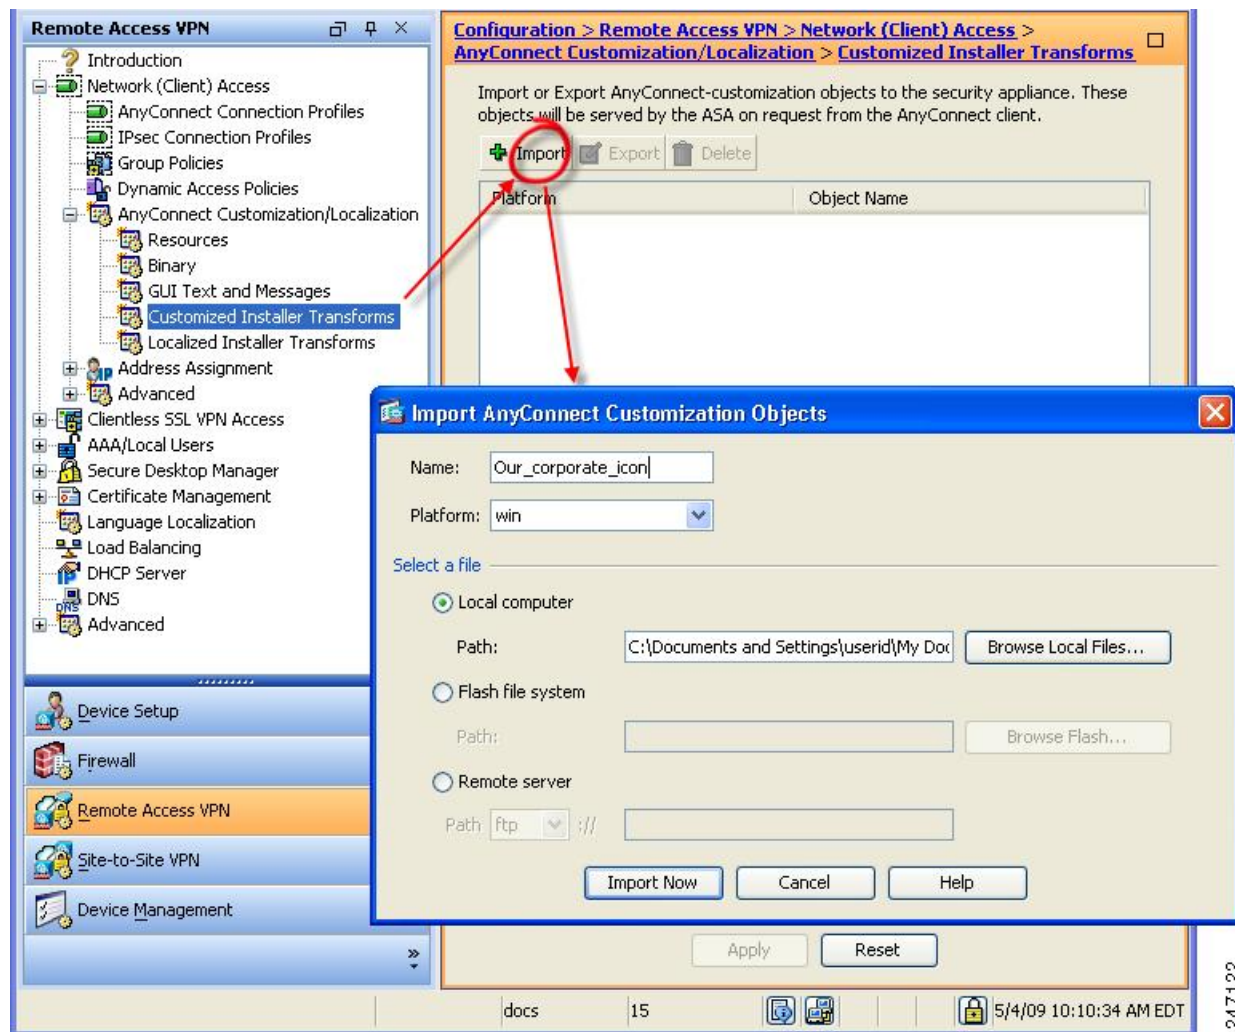 Remote Access VPN
Introduction
Network (Client) Access
AnyConnect Connection Profiles
IPsec Connection Profiles
Group Policies
Dynamic Access Policies
AnyConnect Customization/Localization
Resources
Binary
GUI Text and Messages
Customized Installer Transforms
Localized Installer Transforms
Address Assignment
Advanced
Clientless SSL VPN Access
AAA/Local Users
Secure Desktop Manager
Certificate Management
Language Localization
Load Balancing
DHCP Server
DNS
Advanced
Device Setup
Firewall
Remote Access VPN
Site-to-Site VPN
Device Management
Configuration > Remote Access VPN > Network (Client) Access >
AnyConnect Customization/Localization > Customized Installer Transforms
Import or Export AnyConnect-customization objects to the security appliance. These
objects will be served by the ASA on request from the AnyConnect client.
Import Export Delete
Platform Object Name
Import AnyConnect Customization Objects
Name: Our_corporate_icon
Platform: win
Select a file
Local computer
Path: C:\Documents and Settings\userid\My Doc Browse Local Files...
Flash file system
Path: Browse Flash...
Remote server
Path ftp ://
Import Now Cancel Help
Apply Reset
docs 15 5/4/09 10:10:34 AM EDT
247122